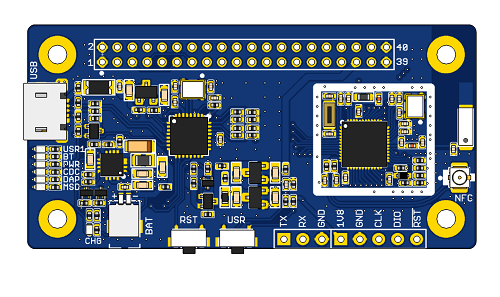 2
40
1
39
USB
USR1
BT
PWR
CDC
DAP
MSD
CHG
BAT
RST
USR
TX
RX
GND
1V8
GND
CLK
DIO
RST
NFC